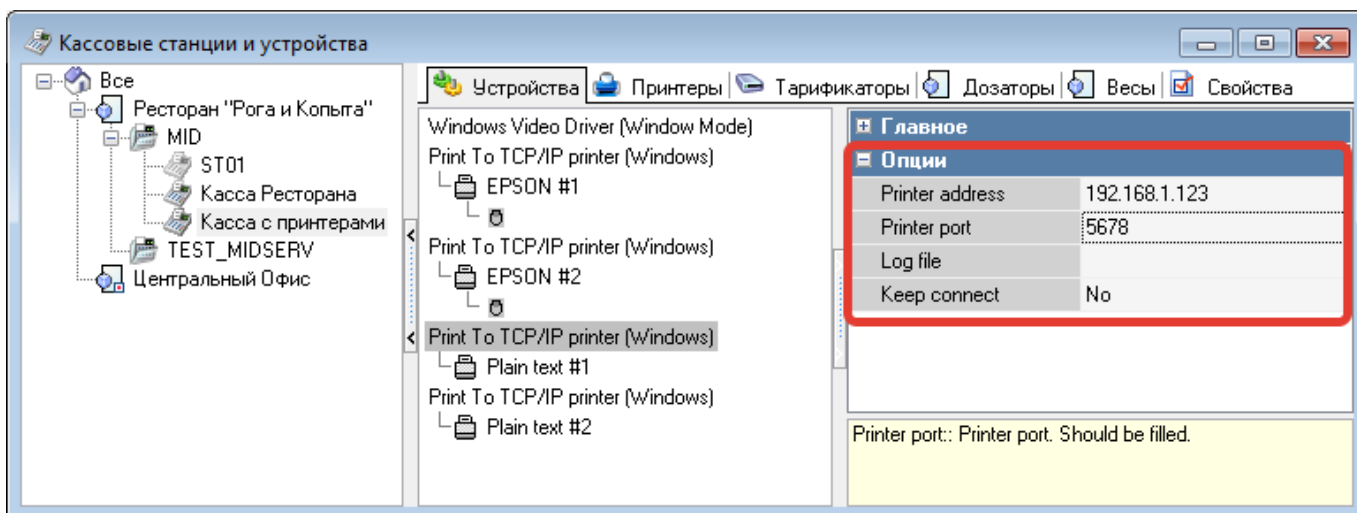 Кассовые станции и устройства
Все
Ресторан "Рога и Копыта"
MID
ST01
Касса Ресторана
Касса с принтерами
TEST_MIDSERV
Центральный Офис
Устройства Принтеры Тарификаторы Дозаторы Весы Свойства
Windows Video Driver (Window Mode)
Print To TCP/IP printer (Windows)
EPSON #1
Print To TCP/IP printer (Windows)
EPSON #2
Print To TCP/IP printer (Windows)
Plain text #1
Print To TCP/IP printer (Windows)
Plain text #2
Главное
Опции
Printer address 192.168.1.123
Printer port 5678
Log file
Keep connect No
Printer port:: Printer port. Should be filled.